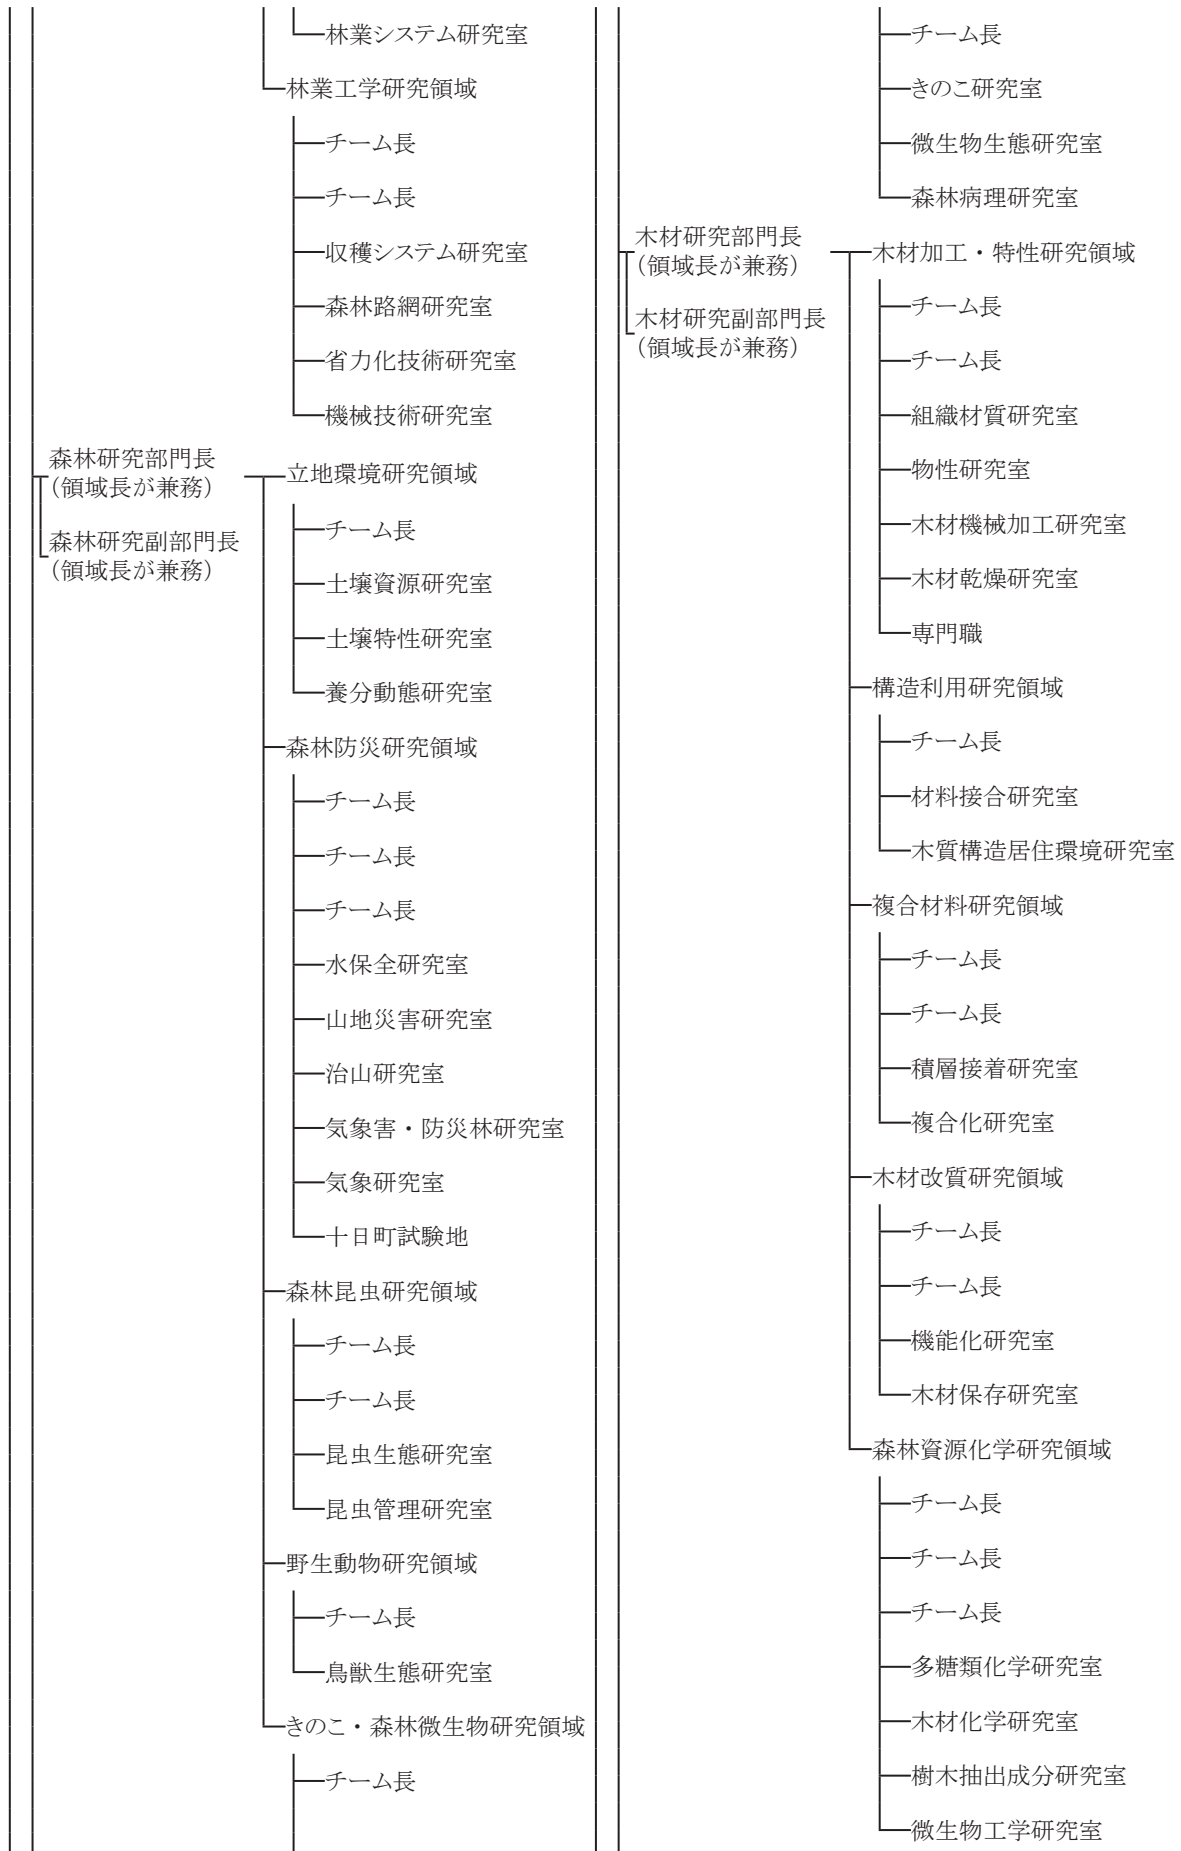 林業システム研究室
林業工学研究領域
チーム長
チーム長
収穫システム研究室
森林路網研究室
省力化技術研究室
機械技術研究室
森林研究部門長
(領域長が兼務)
森林研究副部門長
(領域長が兼務)
立地環境研究領域
チーム長
土壌資源研究室
土壌特性研究室
養分動態研究室
森林防災研究領域
チーム長
チーム長
チーム長
水保全研究室
山地災害研究室
治山研究室
気象害・防災林研究室
気象研究室
十日町試験地
森林昆虫研究領域
チーム長
チーム長
昆虫生態研究室
昆虫管理研究室
野生動物研究領域
チーム長
鳥獣生態研究室
きのこ・森林微生物研究領域
チーム長
チーム長
きのこ研究室
微生物生態研究室
森林病理研究室
木材研究部門長
(領域長が兼務)
木材研究副部門長
(領域長が兼務)
木材加工・特性研究領域
チーム長
チーム長
組織材質研究室
物性研究室
木材機械加工研究室
木材乾燥研究室
専門職
構造利用研究領域
チーム長
材料接合研究室
木質構造居住環境研究室
複合材料研究領域
チーム長
チーム長
積層接着研究室
複合化研究室
木材改質研究領域
チーム長
チーム長
機能化研究室
木材保存研究室
森林資源化学研究領域
チーム長
チーム長
チーム長
多糖類化学研究室
木材化学研究室
樹木抽出成分研究室
微生物工学研究室